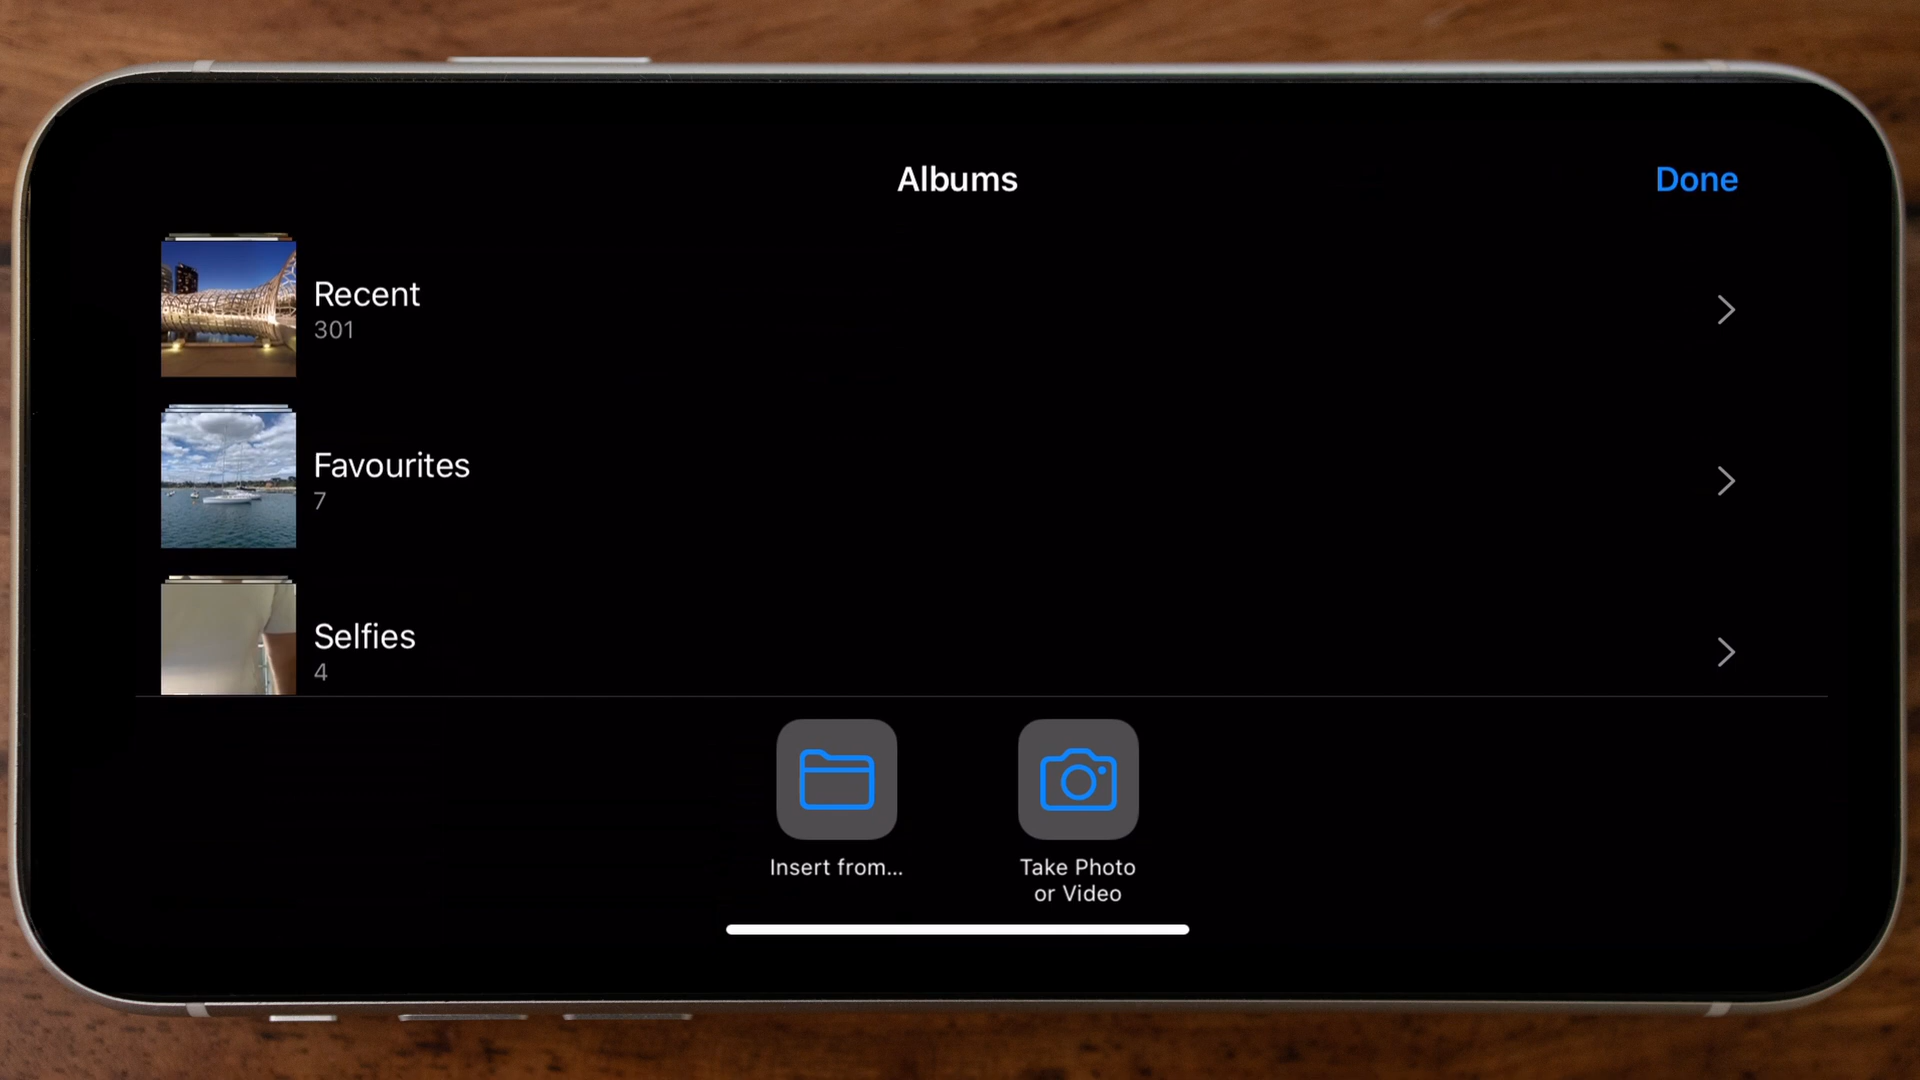 Albums
Done
Recent
301
Favourites
7
Selfies
4
Insert from...
Take Photo
or Video